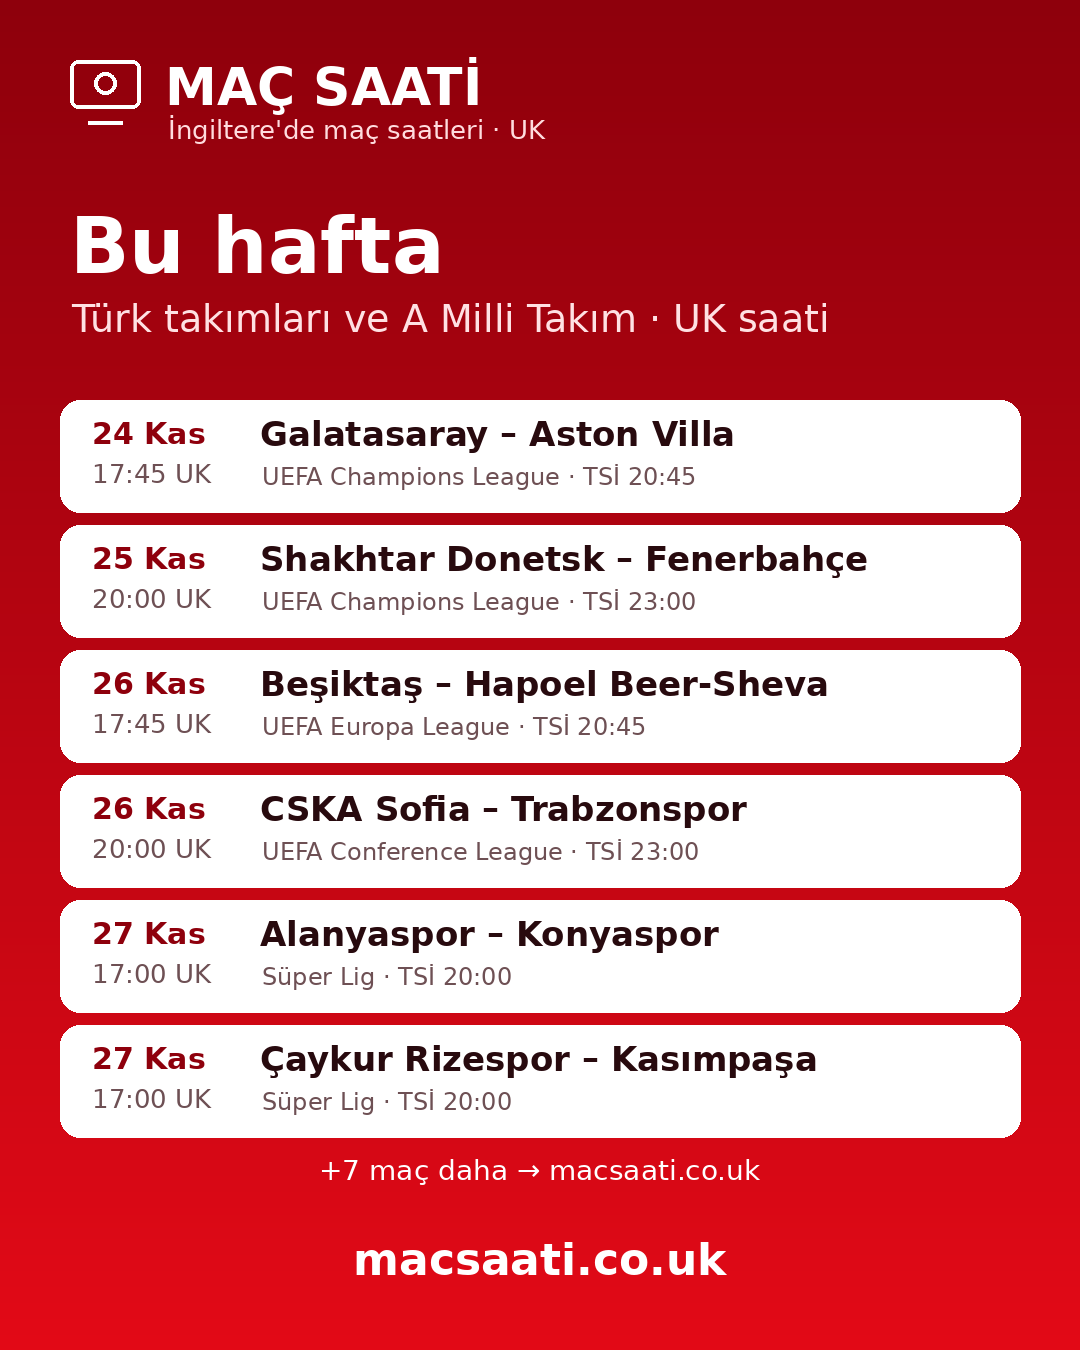 MAÇ SAATİ
İngiltere'de maç saatleri · UK
Bu hafta
Türk takımları ve A Milli Takım · UK saati
24 Kas
Galatasaray – Aston Villa
17:45 UK
UEFA Champions League · TSİ 20:45
25 Kas
Shakhtar Donetsk – Fenerbahçe
20:00 UK
UEFA Champions League · TSİ 23:00
26 Kas
Beşiktaş – Hapoel Beer-Sheva
17:45 UK
UEFA Europa League · TSİ 20:45
26 Kas
CSKA Sofia – Trabzonspor
20:00 UK
UEFA Conference League · TSİ 23:00
27 Kas
Alanyaspor – Konyaspor
17:00 UK
Süper Lig · TSİ 20:00
27 Kas
Çaykur Rizespor – Kasımpaşa
17:00 UK
Süper Lig · TSİ 20:00
+7 maç daha → macsaati.co.uk
macsaati.co.uk